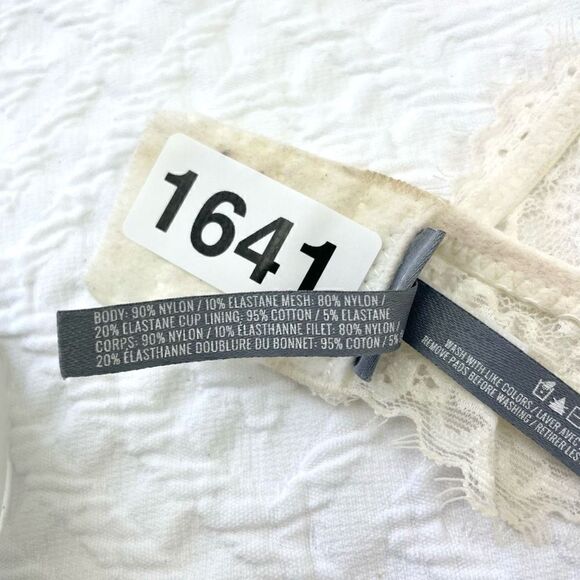 1641
BODY: 90% NYLON / 10% ELASTANE MESH: 80% NYLON /
20% ELASTANE CUP LINING: 95% COTTON / 5% ELASTANE
CORPS: 90% NYLON / 10% ÉLASTHANNE FILET: 80% NYLON /
20% ÉLASTHANNE DOUBLURE DU BONNET: 95% COTON / 5%
WASH WITH LIKE COLORS / LAVER AVEC
REMOVE PADS BEFORE WASHING / RETIRER LES